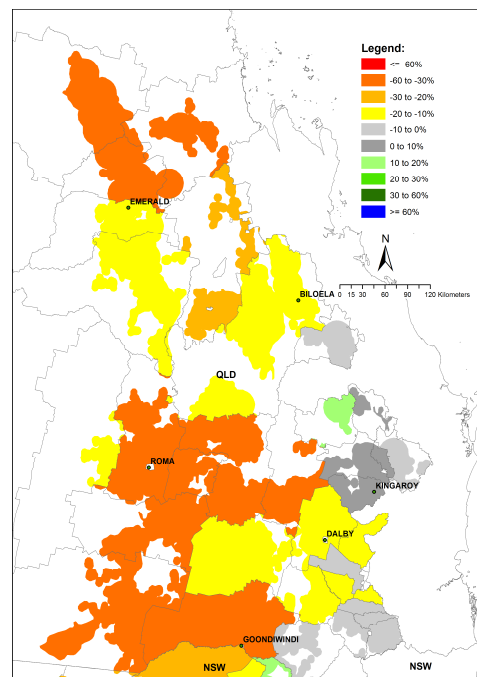 Legend:
<= 60%
-60 to -30%
-30 to -20%
-20 to -10%
-10 to 0%
0 to 10%
10 to 20%
20 to 30%
30 to 60%
>= 60%
EMERALD
N
0 15 30 60 90 120 Kilometers
BILOELA
QLD
ROMA
KINGAROY
DALBY
GOONDIWINDI
NSW
NSW